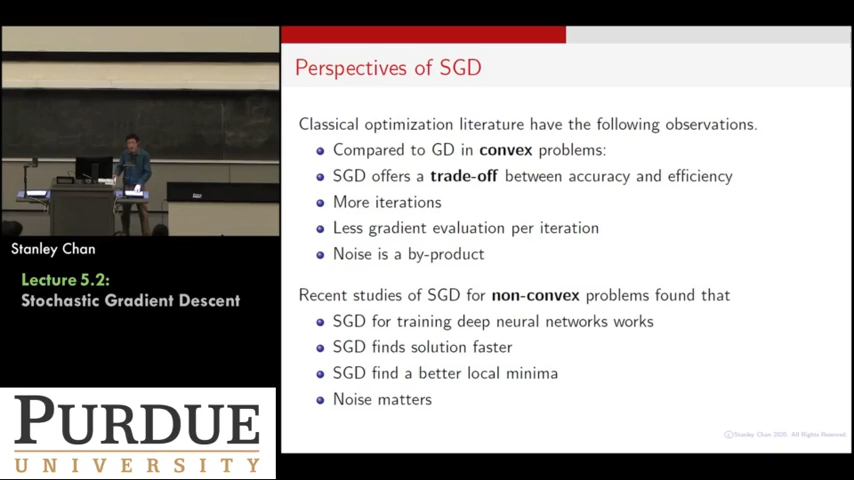 Perspectives of SGD
Classical optimization literature have the following observations.
Compared to GD in convex problems:
SGD offers a trade-off between accuracy and efficiency
More iterations
Less gradient evaluation per iteration
Noise is a by-product
Recent studies of SGD for non-convex problems found that
SGD for training deep neural networks works
SGD finds solution faster
SGD find a better local minima
Noise matters
©Stanley Chan 2020. All Rights Reserved.
Stanley Chan
Lecture 5.2:
Stochastic Gradient Descent
PURDUE
UNIVERSITY